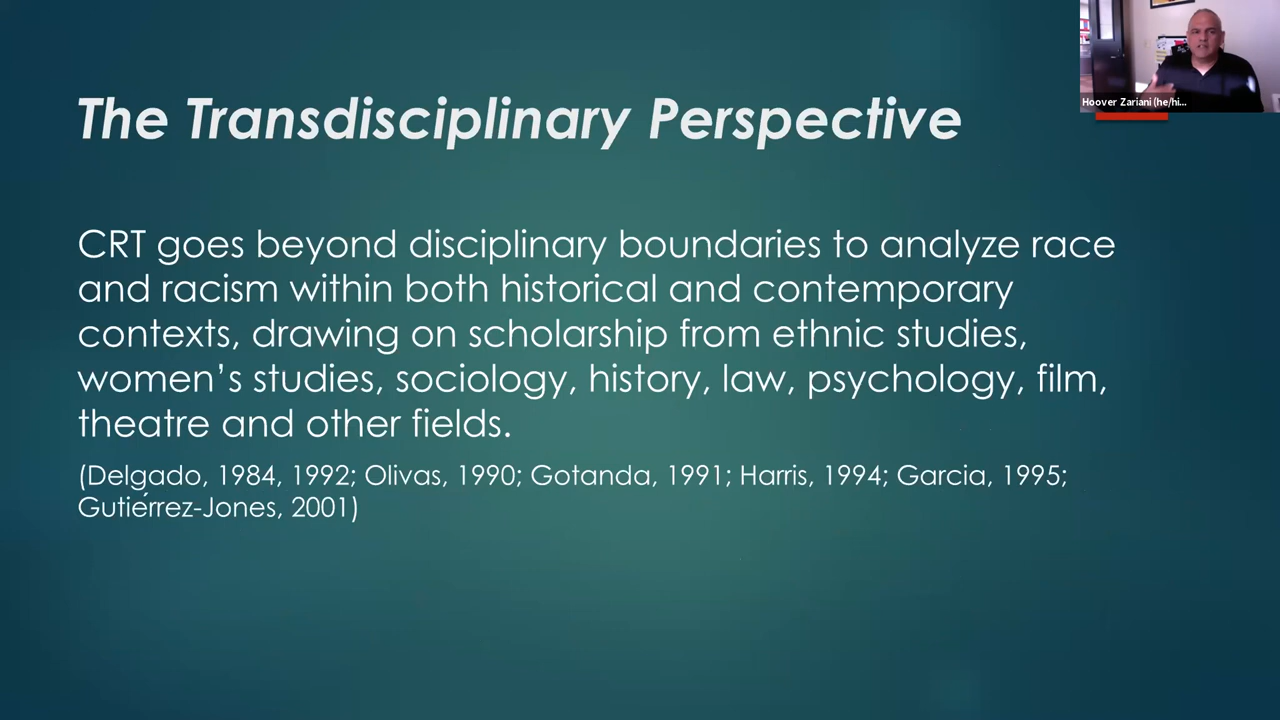 Hoover Zariani (he/hi...
The Transdisciplinary Perspective
CRT goes beyond disciplinary boundaries to analyze race
and racism within both historical and contemporary
contexts, drawing on scholarship from ethnic studies,
women’s studies, sociology, history, law, psychology, film,
theatre and other fields.
(Delgado, 1984, 1992; Olivas, 1990; Gotanda, 1991; Harris, 1994; Garcia, 1995;
Gutiérrez-Jones, 2001)